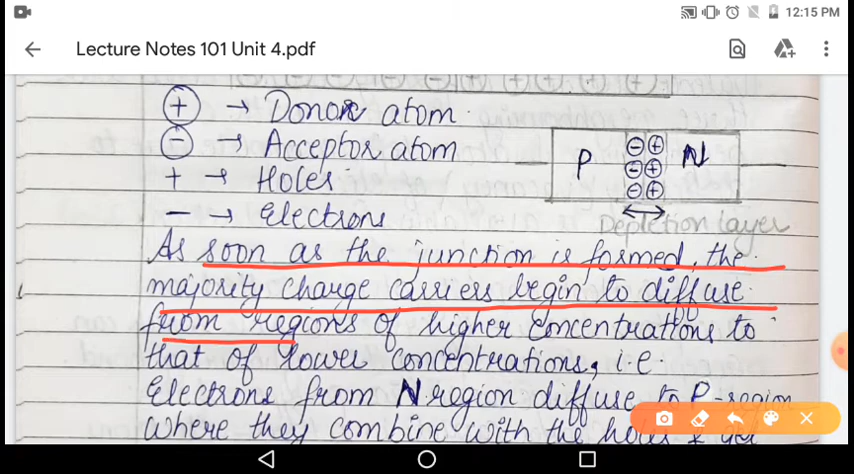 12:15 PM
Lecture Notes 101 Unit 4.pdf
+ → Donor atom
- → Acceptor atom
+ → Holes
- → Electrons
P N
Depletion layer
As soon as the junction is formed, the
majority charge carriers begin to diffuse
from regions of higher concentrations to
that of lower concentrations, i.e
Electrons from N region diffuse to P-region
where they combine with the holes & get